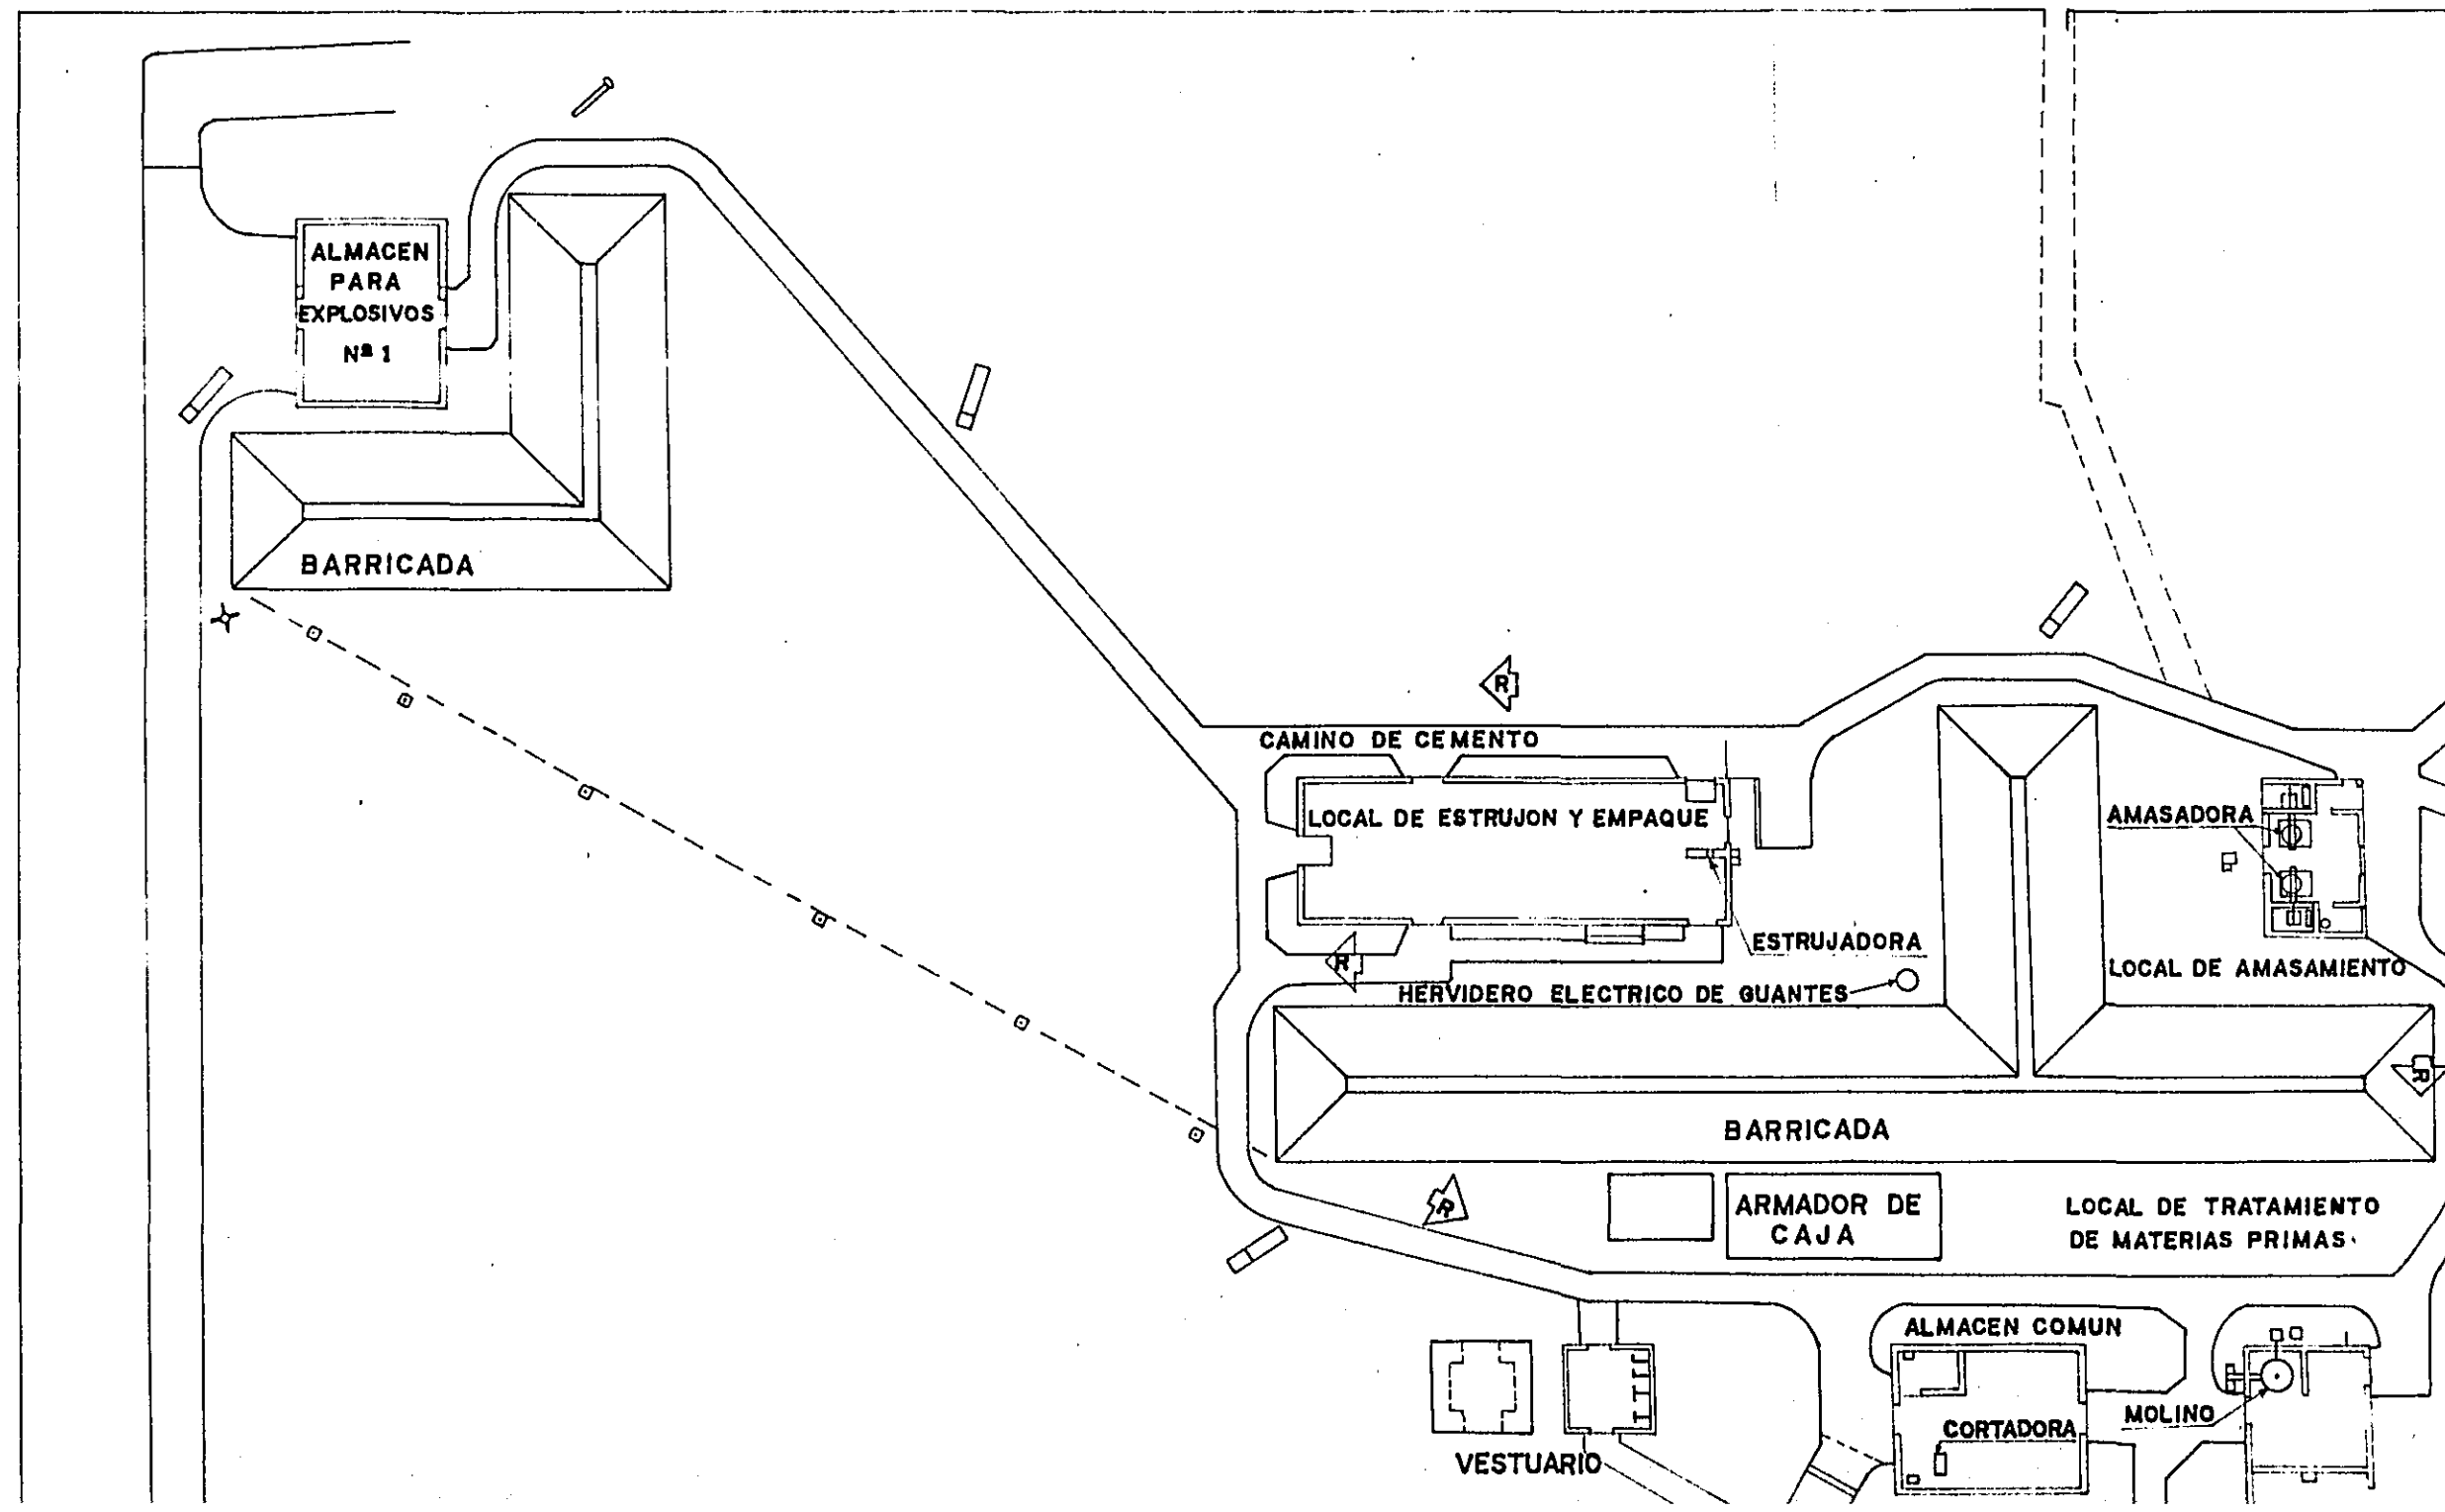 ALMACEN
PARA
EXPLOSIVOS
Nº 1
BARRICADA
R
CAMINO DE CEMENTO
LOCAL DE ESTRUJON Y EMPAQUE
AMASADORA
ESTRUJADORA
R
LOCAL DE AMASAMIENTO
HERVIDERO ELECTRICO DE GUANTES
R
BARRICADA
R
ARMADOR DE
CAJA
LOCAL DE TRATAMIENTO
DE MATERIAS PRIMAS
ALMACEN COMUN
MOLINO
CORTADORA
VESTUARIO